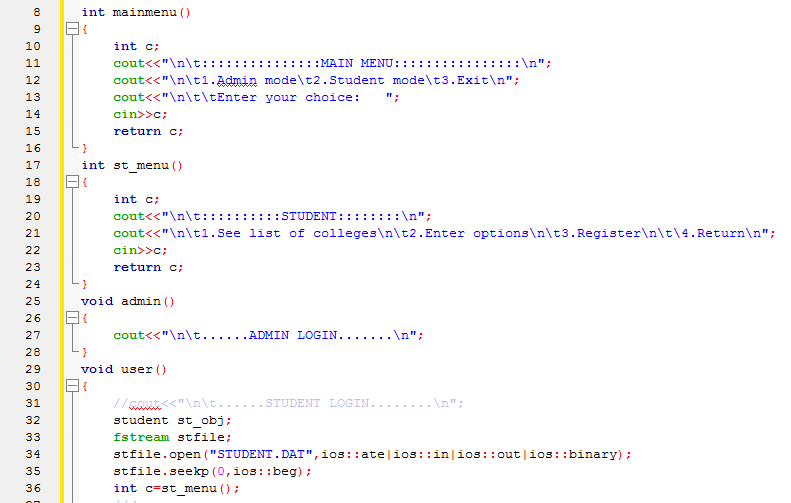 8 int mainmenu()
9 {
10 int c;
11 cout<<"\n\t:::::::::::::::MAIN MENU::::::::::::::::\n";
12 cout<<"\n\t1.Admin mode\t2.Student mode\t3.Exit\n";
13 cout<<"\n\t\tEnter your choice:   ";
14 cin>>c;
15 return c;
16 }
17 int st_menu()
18 {
19 int c;
20 cout<<"\n\t::::::::::STUDENT::::::::\n";
21 cout<<"\n\t1.See list of colleges\n\t2.Enter options\n\t3.Register\n\t\4.Return\n";
22 cin>>c;
23 return c;
24 }
25 void admin()
26 {
27 cout<<"\n\t......ADMIN LOGIN.......\n";
28 }
29 void user()
30 {
31 //cout<<"\n\t......STUDENT LOGIN........\n";
32 student st_obj;
33 fstream stfile;
34 stfile.open("STUDENT.DAT",ios::ate|ios::in|ios::out|ios::binary);
35 stfile.seekp(0,ios::beg);
36 int c=st_menu();